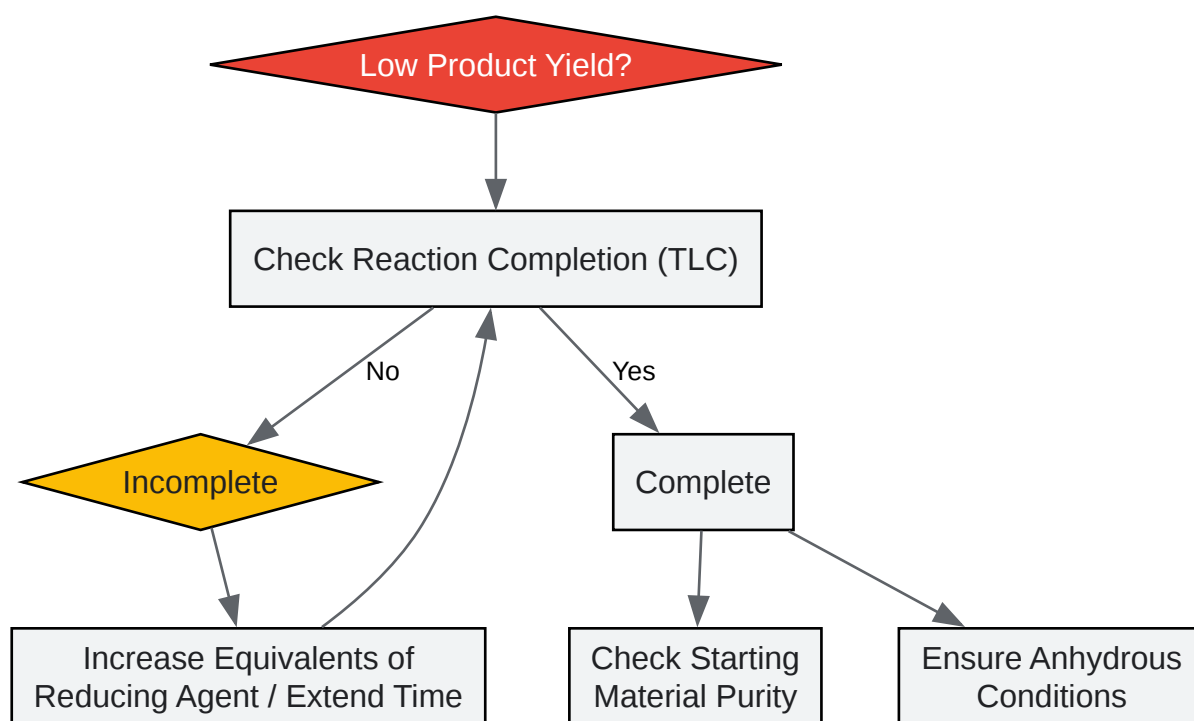 Low Product Yield?
Check Reaction Completion (TLC)
No
Yes
Incomplete
Complete
Increase Equivalents of
Reducing Agent / Extend Time
Check Starting
Material Purity
Ensure Anhydrous
Conditions